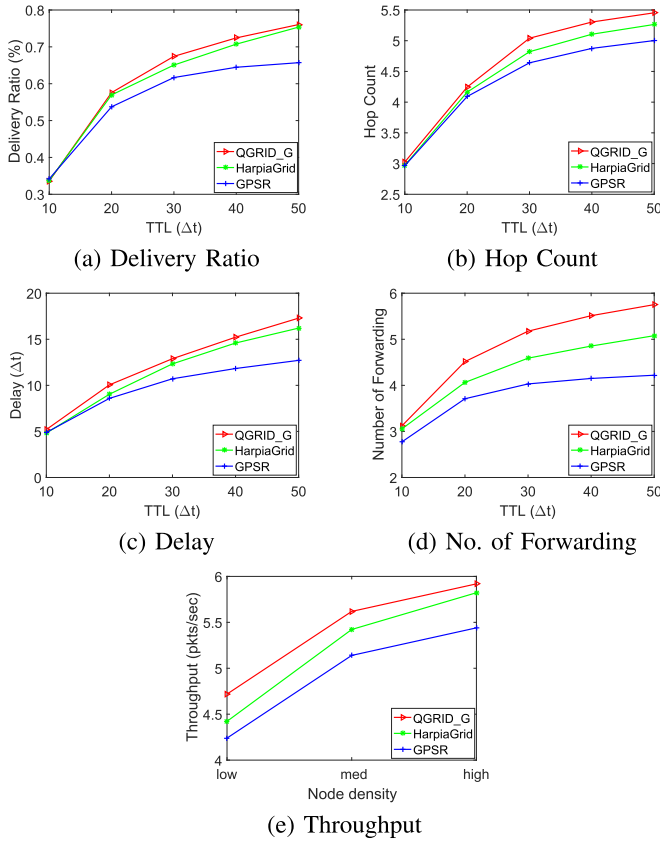 0.8
0.7
0.6
0.5
0.4
0.3
Delivery Ratio (%)
QGRID_G
HarpiaGrid
GPSR
10 20 30 40 50
TTL (Δt)
(a) Delivery Ratio
5.5
5
4.5
4
3.5
3
2.5
Hop Count
QGRID_G
HarpiaGrid
GPSR
10 20 30 40 50
TTL (Δt)
(b) Hop Count
20
15
10
5
0
Delay (Δt)
QGRID_G
HarpiaGrid
GPSR
10 20 30 40 50
TTL (Δt)
(c) Delay
6
5
4
3
2
Number of Forwarding
QGRID_G
HarpiaGrid
GPSR
10 20 30 40 50
TTL (Δt)
(d) No. of Forwarding
6
5.5
5
4.5
4
Throughput (pkts/sec)
QGRID_G
HarpiaGrid
GPSR
low med high
Node density
(e) Throughput